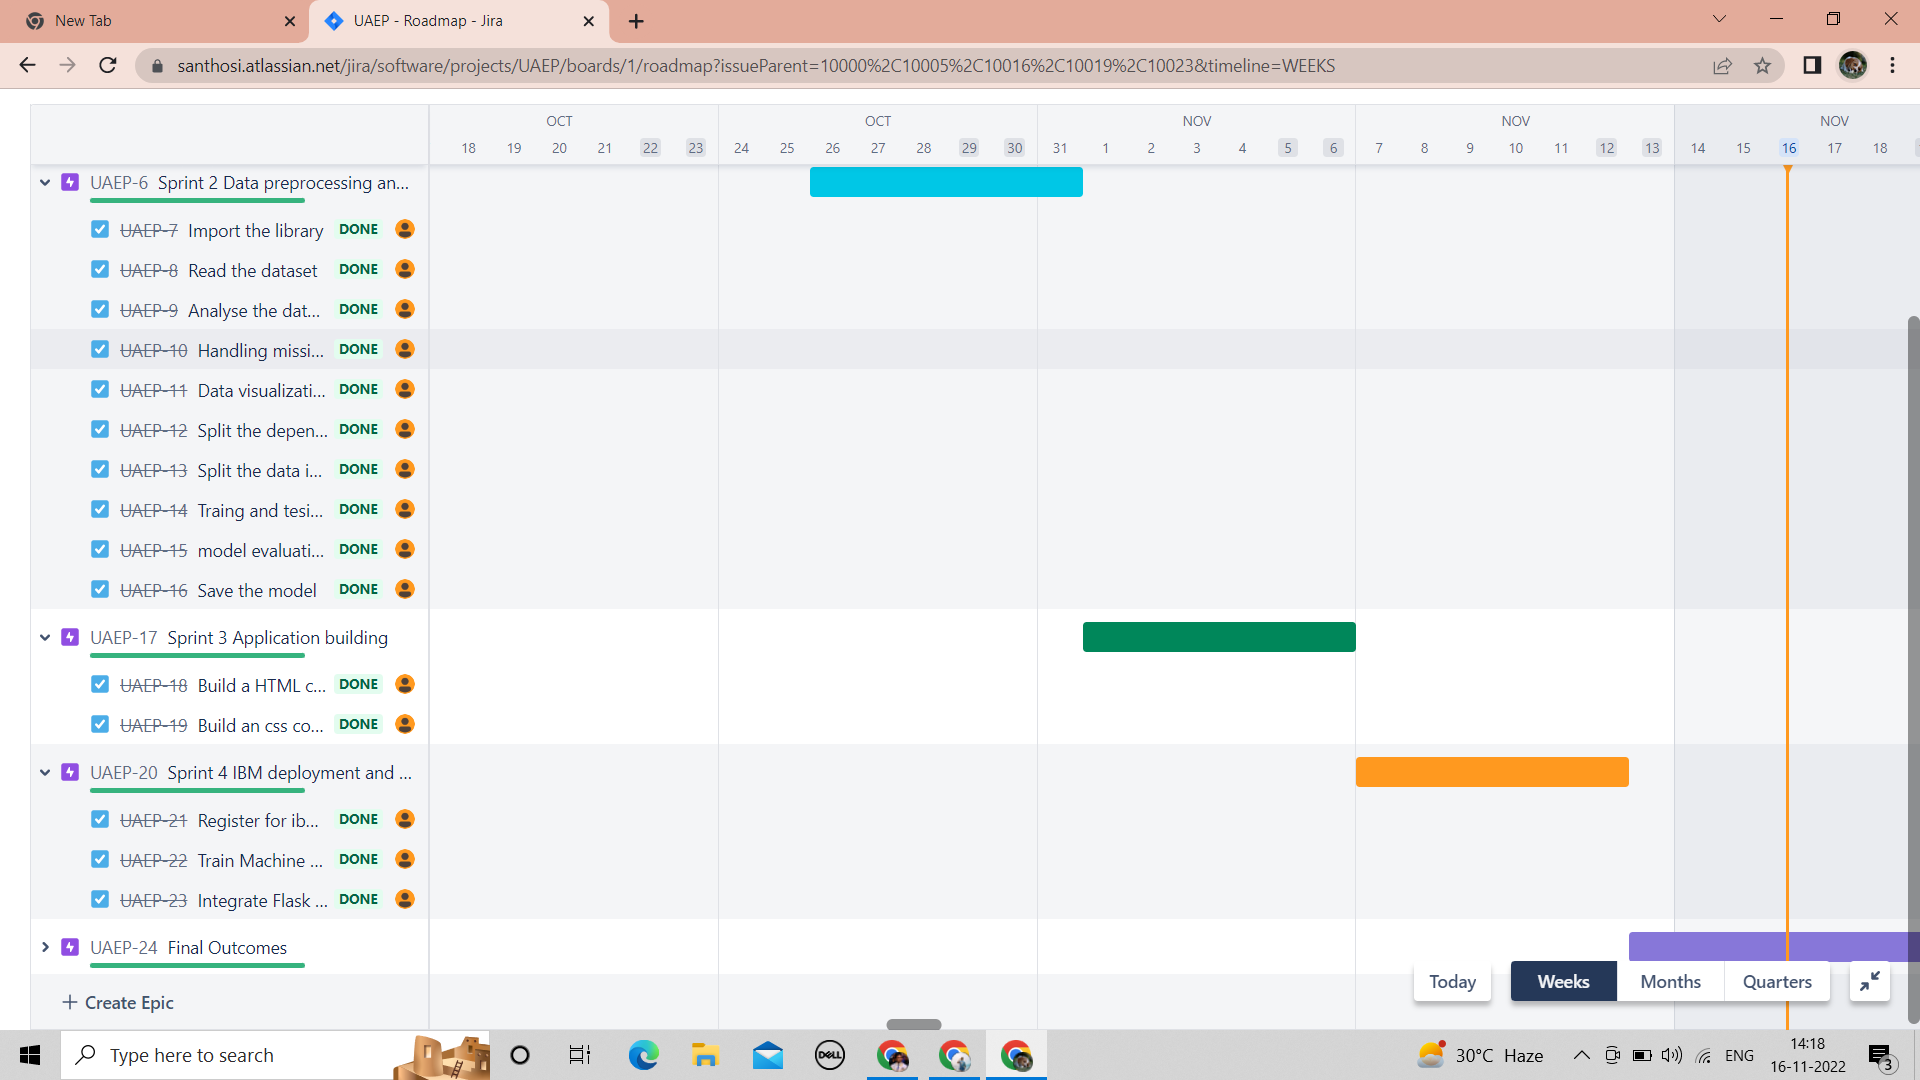 New Tab
UAEP - Roadmap - Jira
santhosi.atlassian.net/jira/software/projects/UAEP/boards/1/roadmap?issueParent=10000%2C10005%2C10016%2C10019%2C10023&timeline=WEEKS
OCT OCT NOV NOV NOV
18 19 20 21 22 23 24 25 26 27 28 29 30 31 1 2 3 4 5 6 7 8 9 10 11 12 13 14 15 16 17 18
UAEP-6 Sprint 2 Data preprocessing an...
UAEP-7 Import the library DONE
UAEP-8 Read the dataset DONE
UAEP-9 Analyse the dat... DONE
UAEP-10 Handling missi... DONE
UAEP-11 Data visualizati... DONE
UAEP-12 Split the depen... DONE
UAEP-13 Split the data i... DONE
UAEP-14 Traing and tesi... DONE
UAEP-15 model evaluati... DONE
UAEP-16 Save the model DONE
UAEP-17 Sprint 3 Application building
UAEP-18 Build a HTML c... DONE
UAEP-19 Build an css co... DONE
UAEP-20 Sprint 4 IBM deployment and ...
UAEP-21 Register for ib... DONE
UAEP-22 Train Machine ... DONE
UAEP-23 Integrate Flask ... DONE
UAEP-24 Final Outcomes
Today Weeks Months Quarters
+ Create Epic
Type here to search
DELL
30°C Haze
ENG
14:18
16-11-2022
3